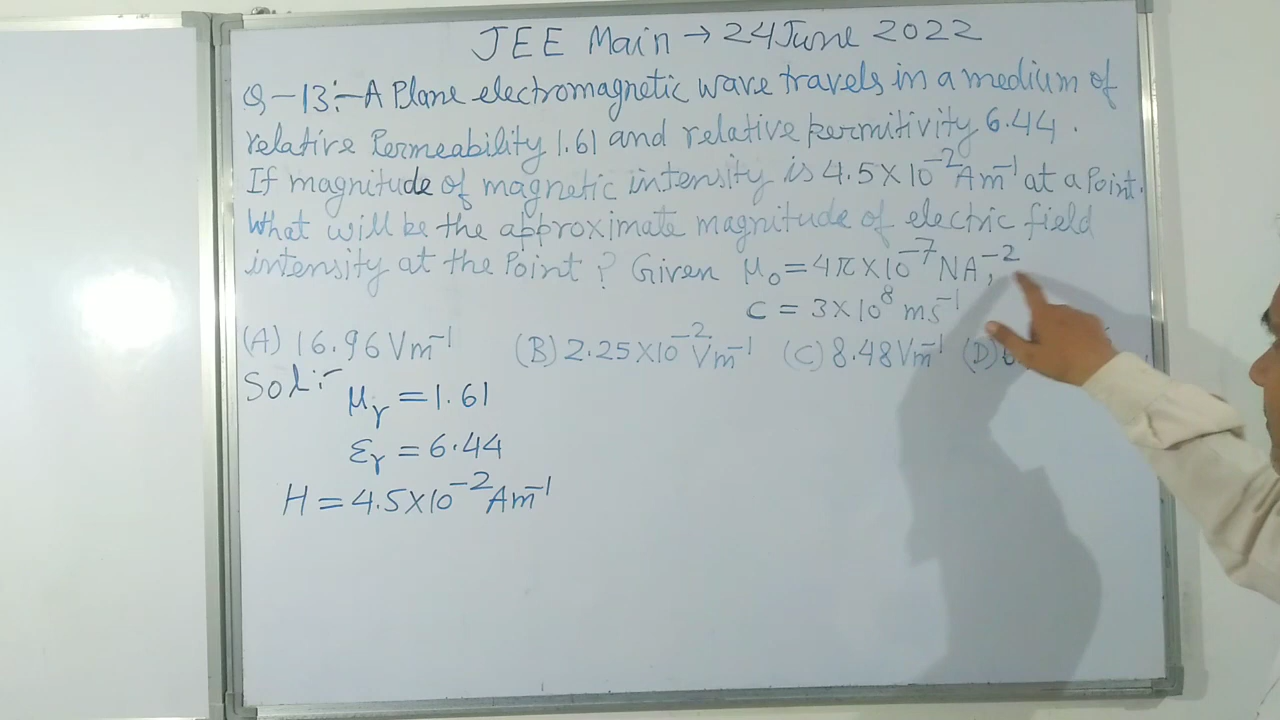 JEE Main → 24 June 2022
Q-13:- A Plane electromagnetic wave travels in a medium of
relative Permeability 1.61 and relative permitivity 6.44.
If magnitude of magnetic intensity is 4.5×10⁻² Am⁻¹ at a Point.
What will be the approximate magnitude of electric field
intensity at the Point? Given μ₀ = 4π×10⁻⁷ NA⁻²,
c = 3×10⁸ ms⁻¹
(A) 16.96 Vm⁻¹ (B) 2.25×10⁻² Vm⁻¹ (C) 8.48 Vm⁻¹ (D)
Sol:- μᵣ = 1.61
εᵣ = 6.44
H = 4.5×10⁻² Am⁻¹